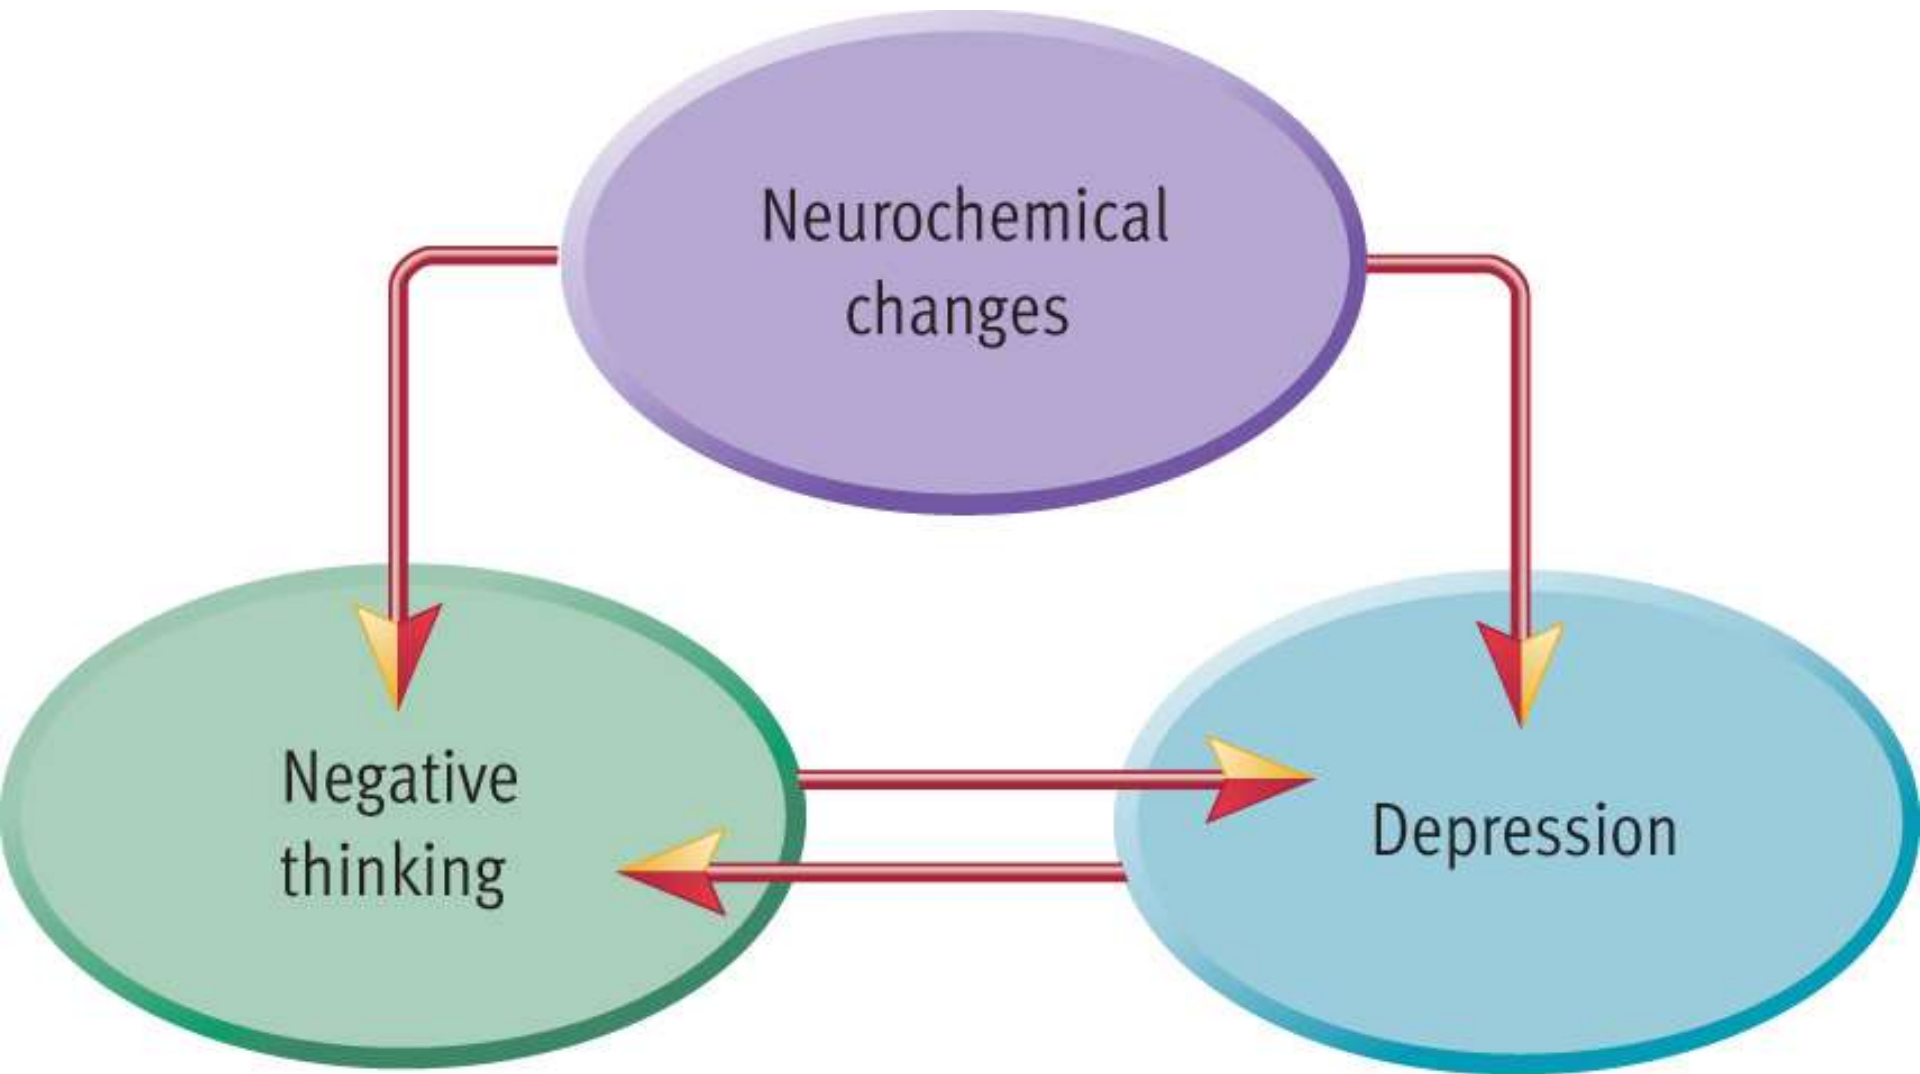 Neurochemical
changes
Negative
thinking
Depression